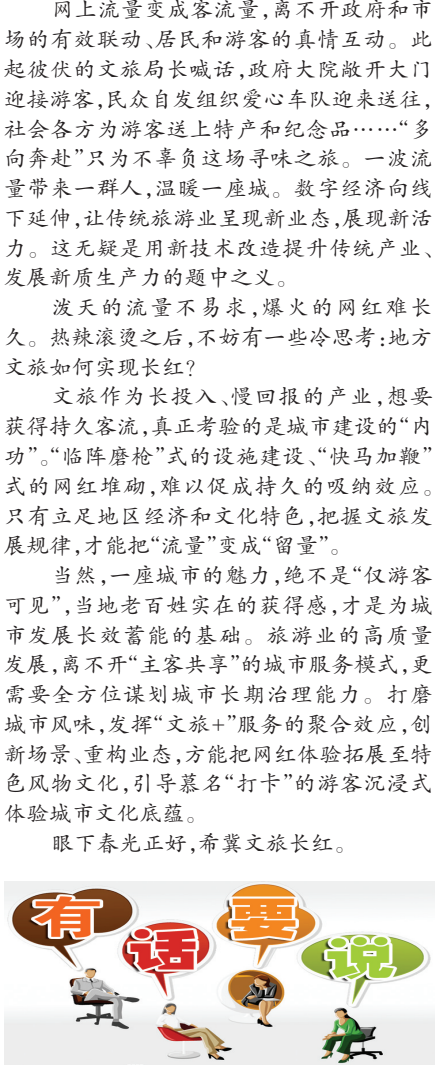 网上流量变成客流量,离不开政府和市
场的有效联动、居民和游客的真情互动。此
起彼伏的文旅局长喊话,政府大院敞开大门
迎接游客,民众自发组织爱心车队迎来送往,
社会各方为游客送上特产和纪念品……“多
向奔赴”只为不辜负这场寻味之旅。一波流
量带来一群人,温暖一座城。数字经济向线
下延伸,让传统旅游业呈现新业态,展现新活
力。这无疑是用新技术改造提升传统产业、
发展新质生产力的题中之义。
泼天的流量不易求,爆火的网红难长
久。热辣滚烫之后,不妨有一些冷思考:地方
文旅如何实现长红?
文旅作为长投入、慢回报的产业,想要
获得持久客流,真正考验的是城市建设的“内
功”。“临阵磨枪”式的设施建设、“快马加鞭”
式的网红堆砌,难以促成持久的吸纳效应。
只有立足地区经济和文化特色,把握文旅发
展规律,才能把“流量”变成“留量”。
当然,一座城市的魅力,绝不是“仅游客
可见”,当地老百姓实在的获得感,才是为城
市发展长效蓄能的基础。旅游业的高质量
发展,离不开“主客共享”的城市服务模式,更
需要全方位谋划城市长期治理能力。打磨
城市风味,发挥“文旅+”服务的聚合效应,创
新场景、重构业态,方能把网红体验拓展至特
色风物文化,引导慕名“打卡”的游客沉浸式
体验城市文化底蕴。
眼下春光正好,希冀文旅长红。
有话要说